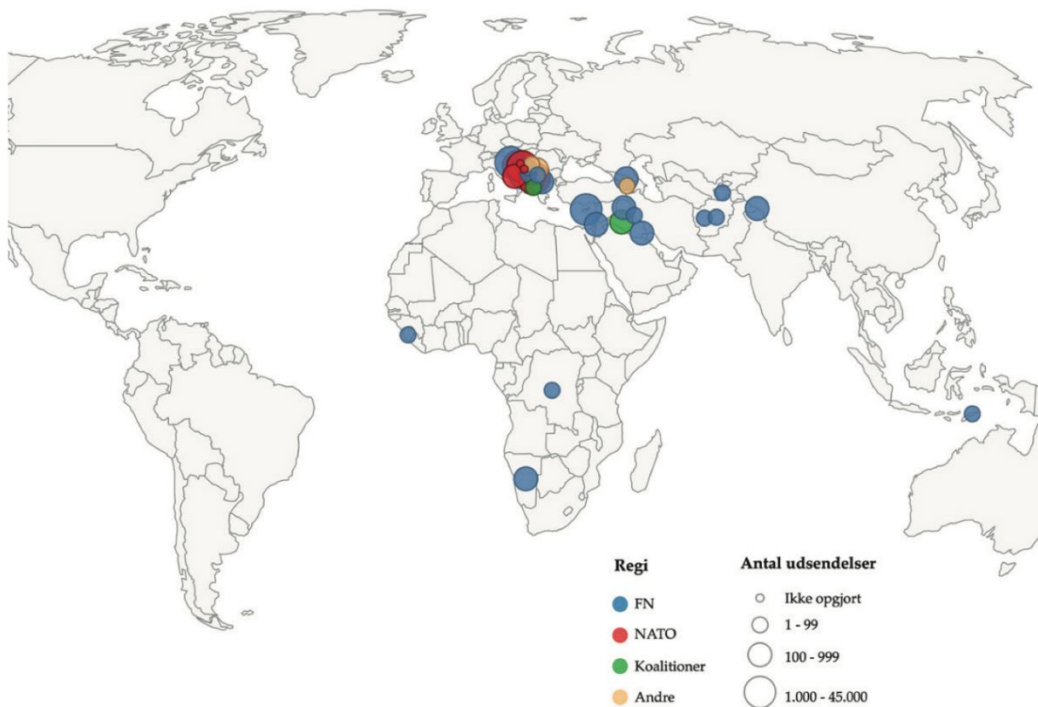 Regi
FN
NATO
Koalitioner
Andre
Antal udsendelser
Ikke opgjort
1 - 99
100 - 999
1.000 - 45.000